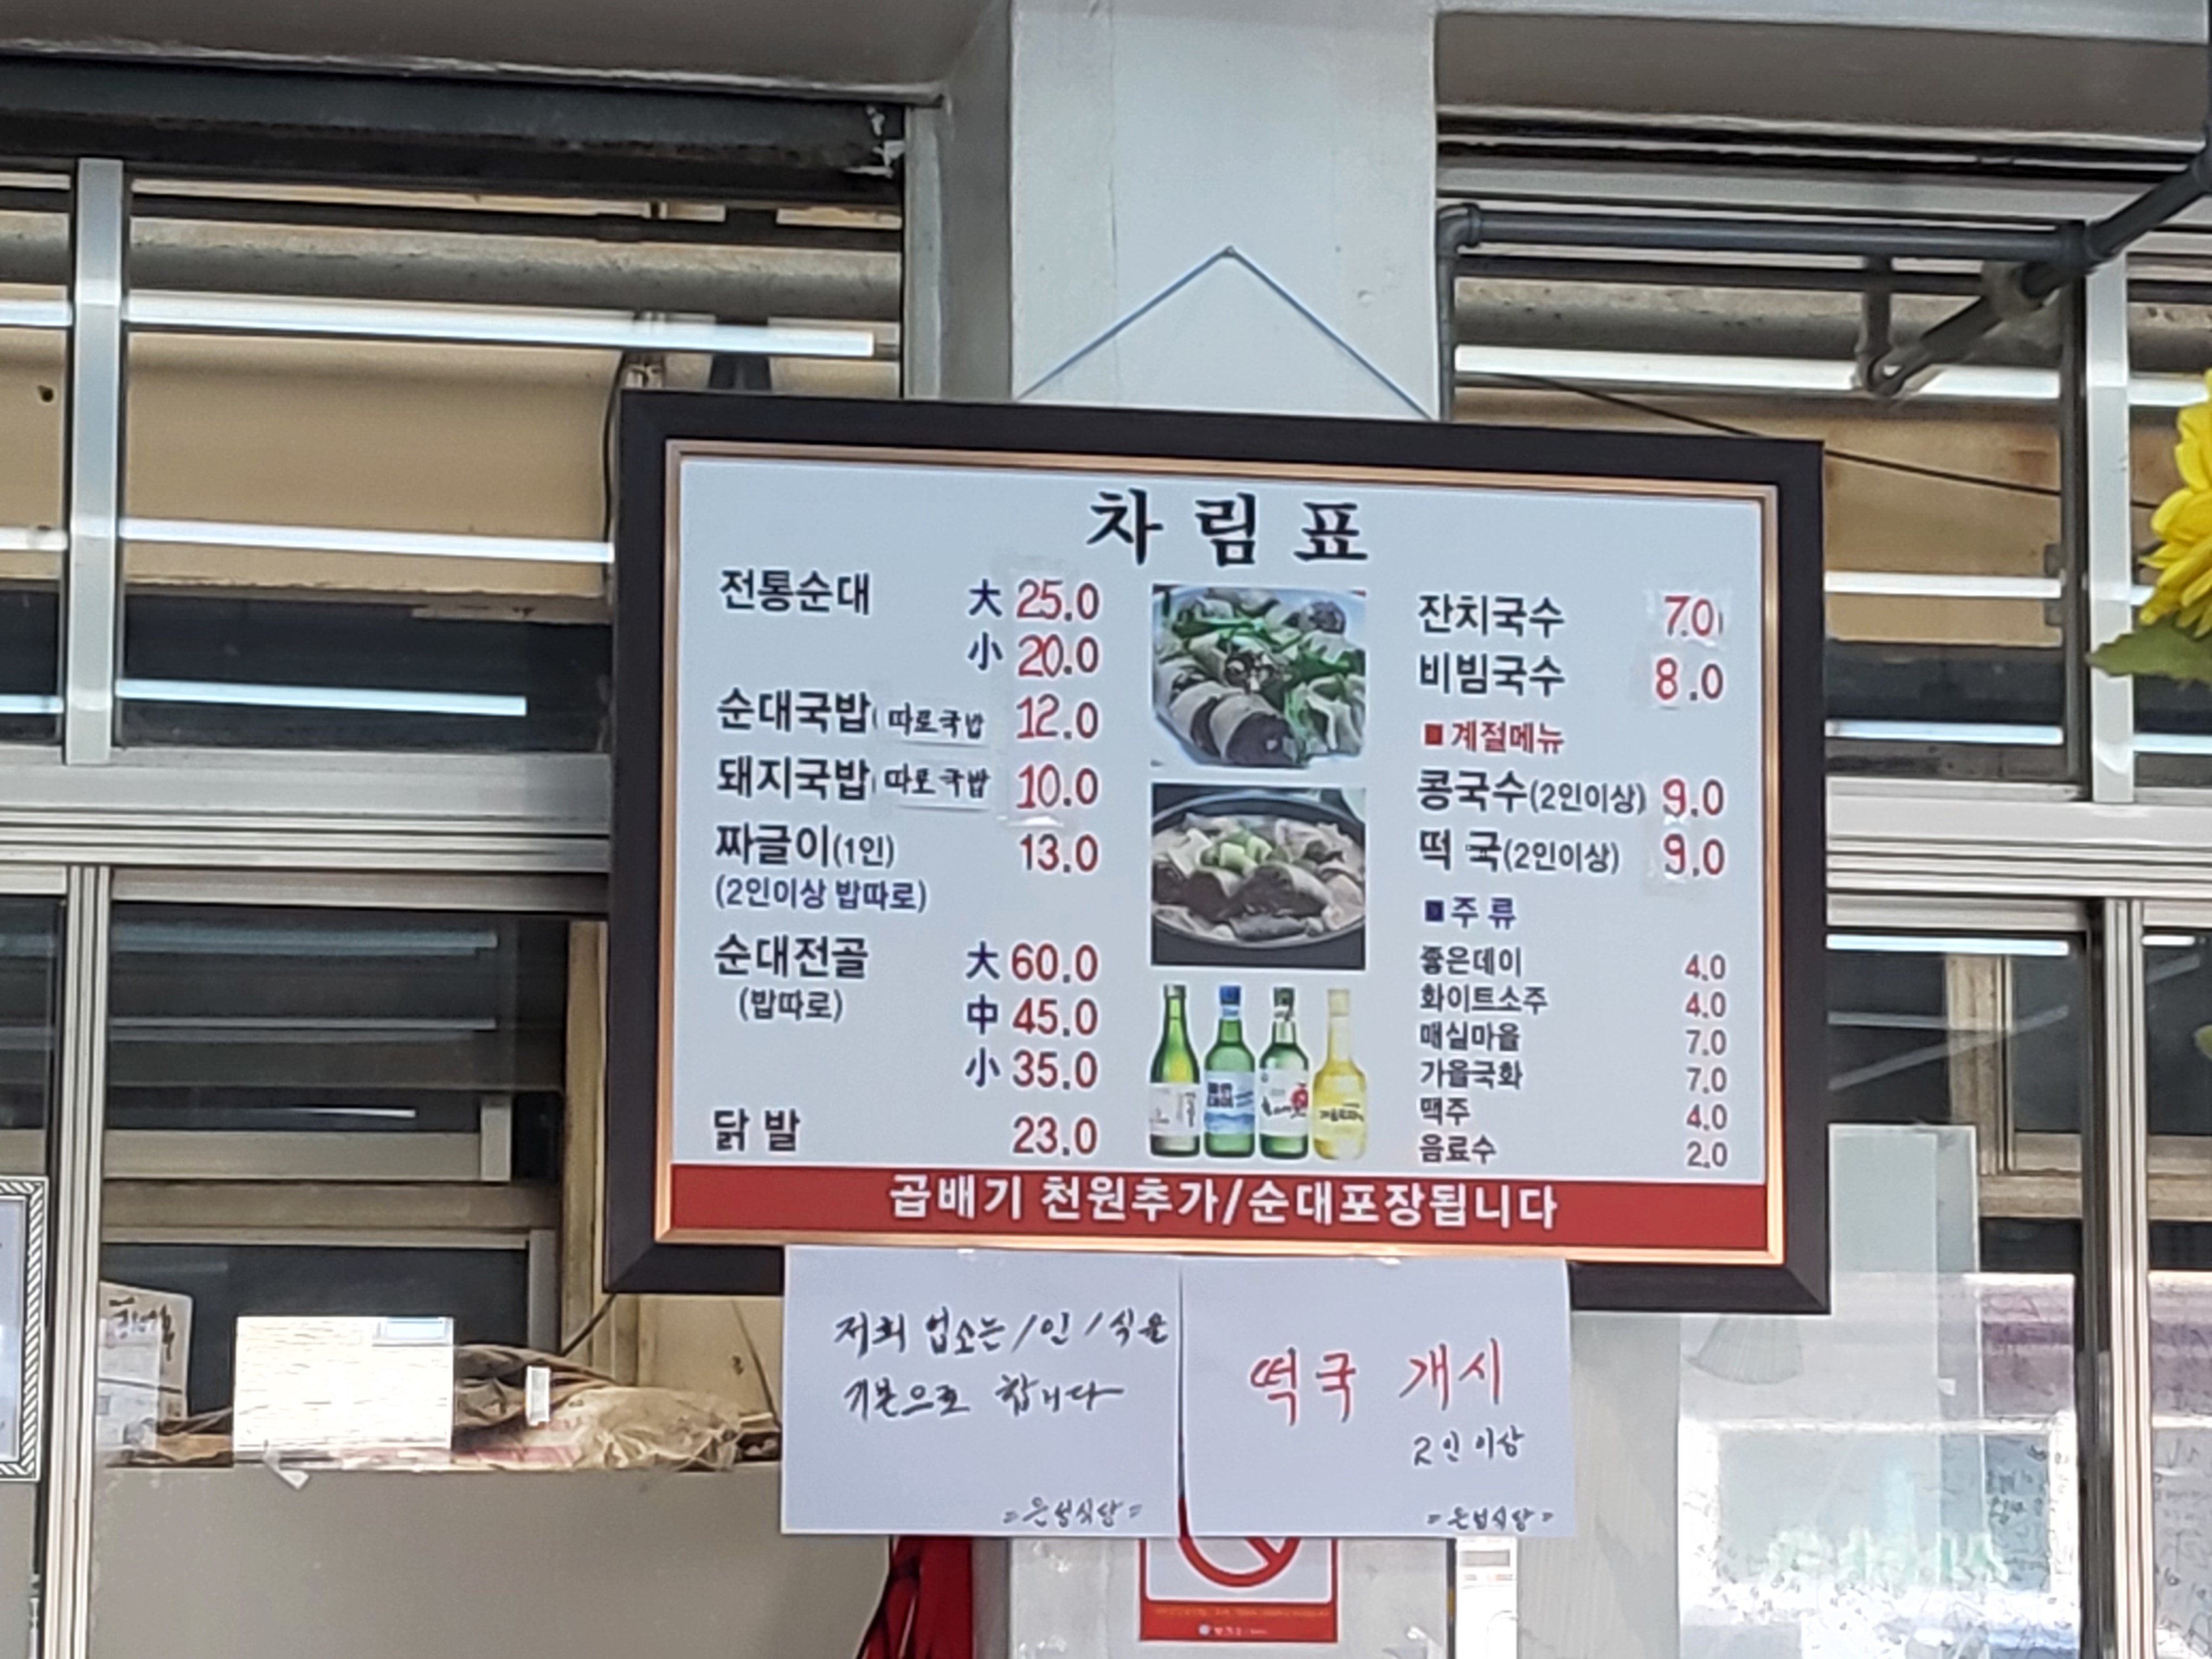 차림표
전통순대 大 25.0
小 20.0
순대국밥( 따로국밥 12.0
돼지국밥( 따로국밥 10.0
짜글이(1인) 13.0
(2인이상 밥따로)
순대전골 大 60.0
(밥따로) 中 45.0
小 35.0
닭 발 23.0
잔치국수 7.0
비빔국수 8.0
■계절메뉴
콩국수(2인이상) 9.0
떡 국(2인이상) 9.0
■주 류
좋은데이 4.0
화이트소주 4.0
매실마을 7.0
가을국화 7.0
맥주 4.0
음료수 2.0
곱배기 천원추가/순대포장됩니다
저희 업소는 1인 1식을
기본으로 합니다
=은성식당=
떡국 개시
2인 이상
=은성식당=